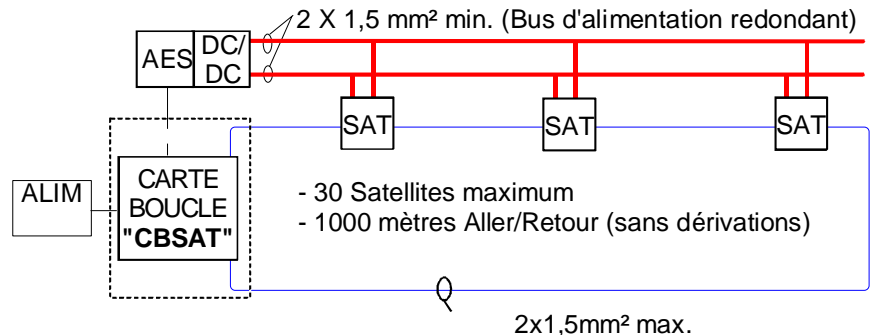 2 X 1,5 mm² min. (Bus d'alimentation redondant)
AES
DC/
DC
SAT
SAT
SAT
ALIM
CARTE
BOUCLE
"CBSAT"
- 30 Satellites maximum
- 1000 mètres Aller/Retour (sans dérivations)
2x1,5mm² max.